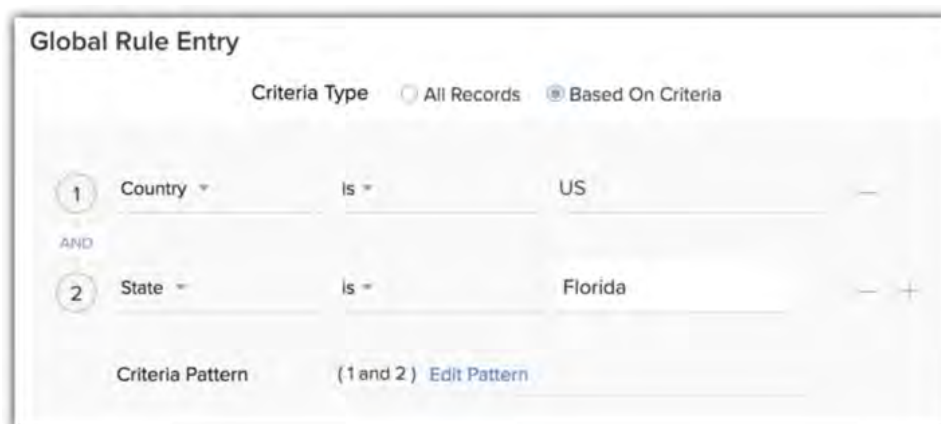 Global Rule Entry
Criteria Type All Records Based On Criteria
1 Country is US
AND
2 State is Florida
Criteria Pattern (1 and 2) Edit Pattern